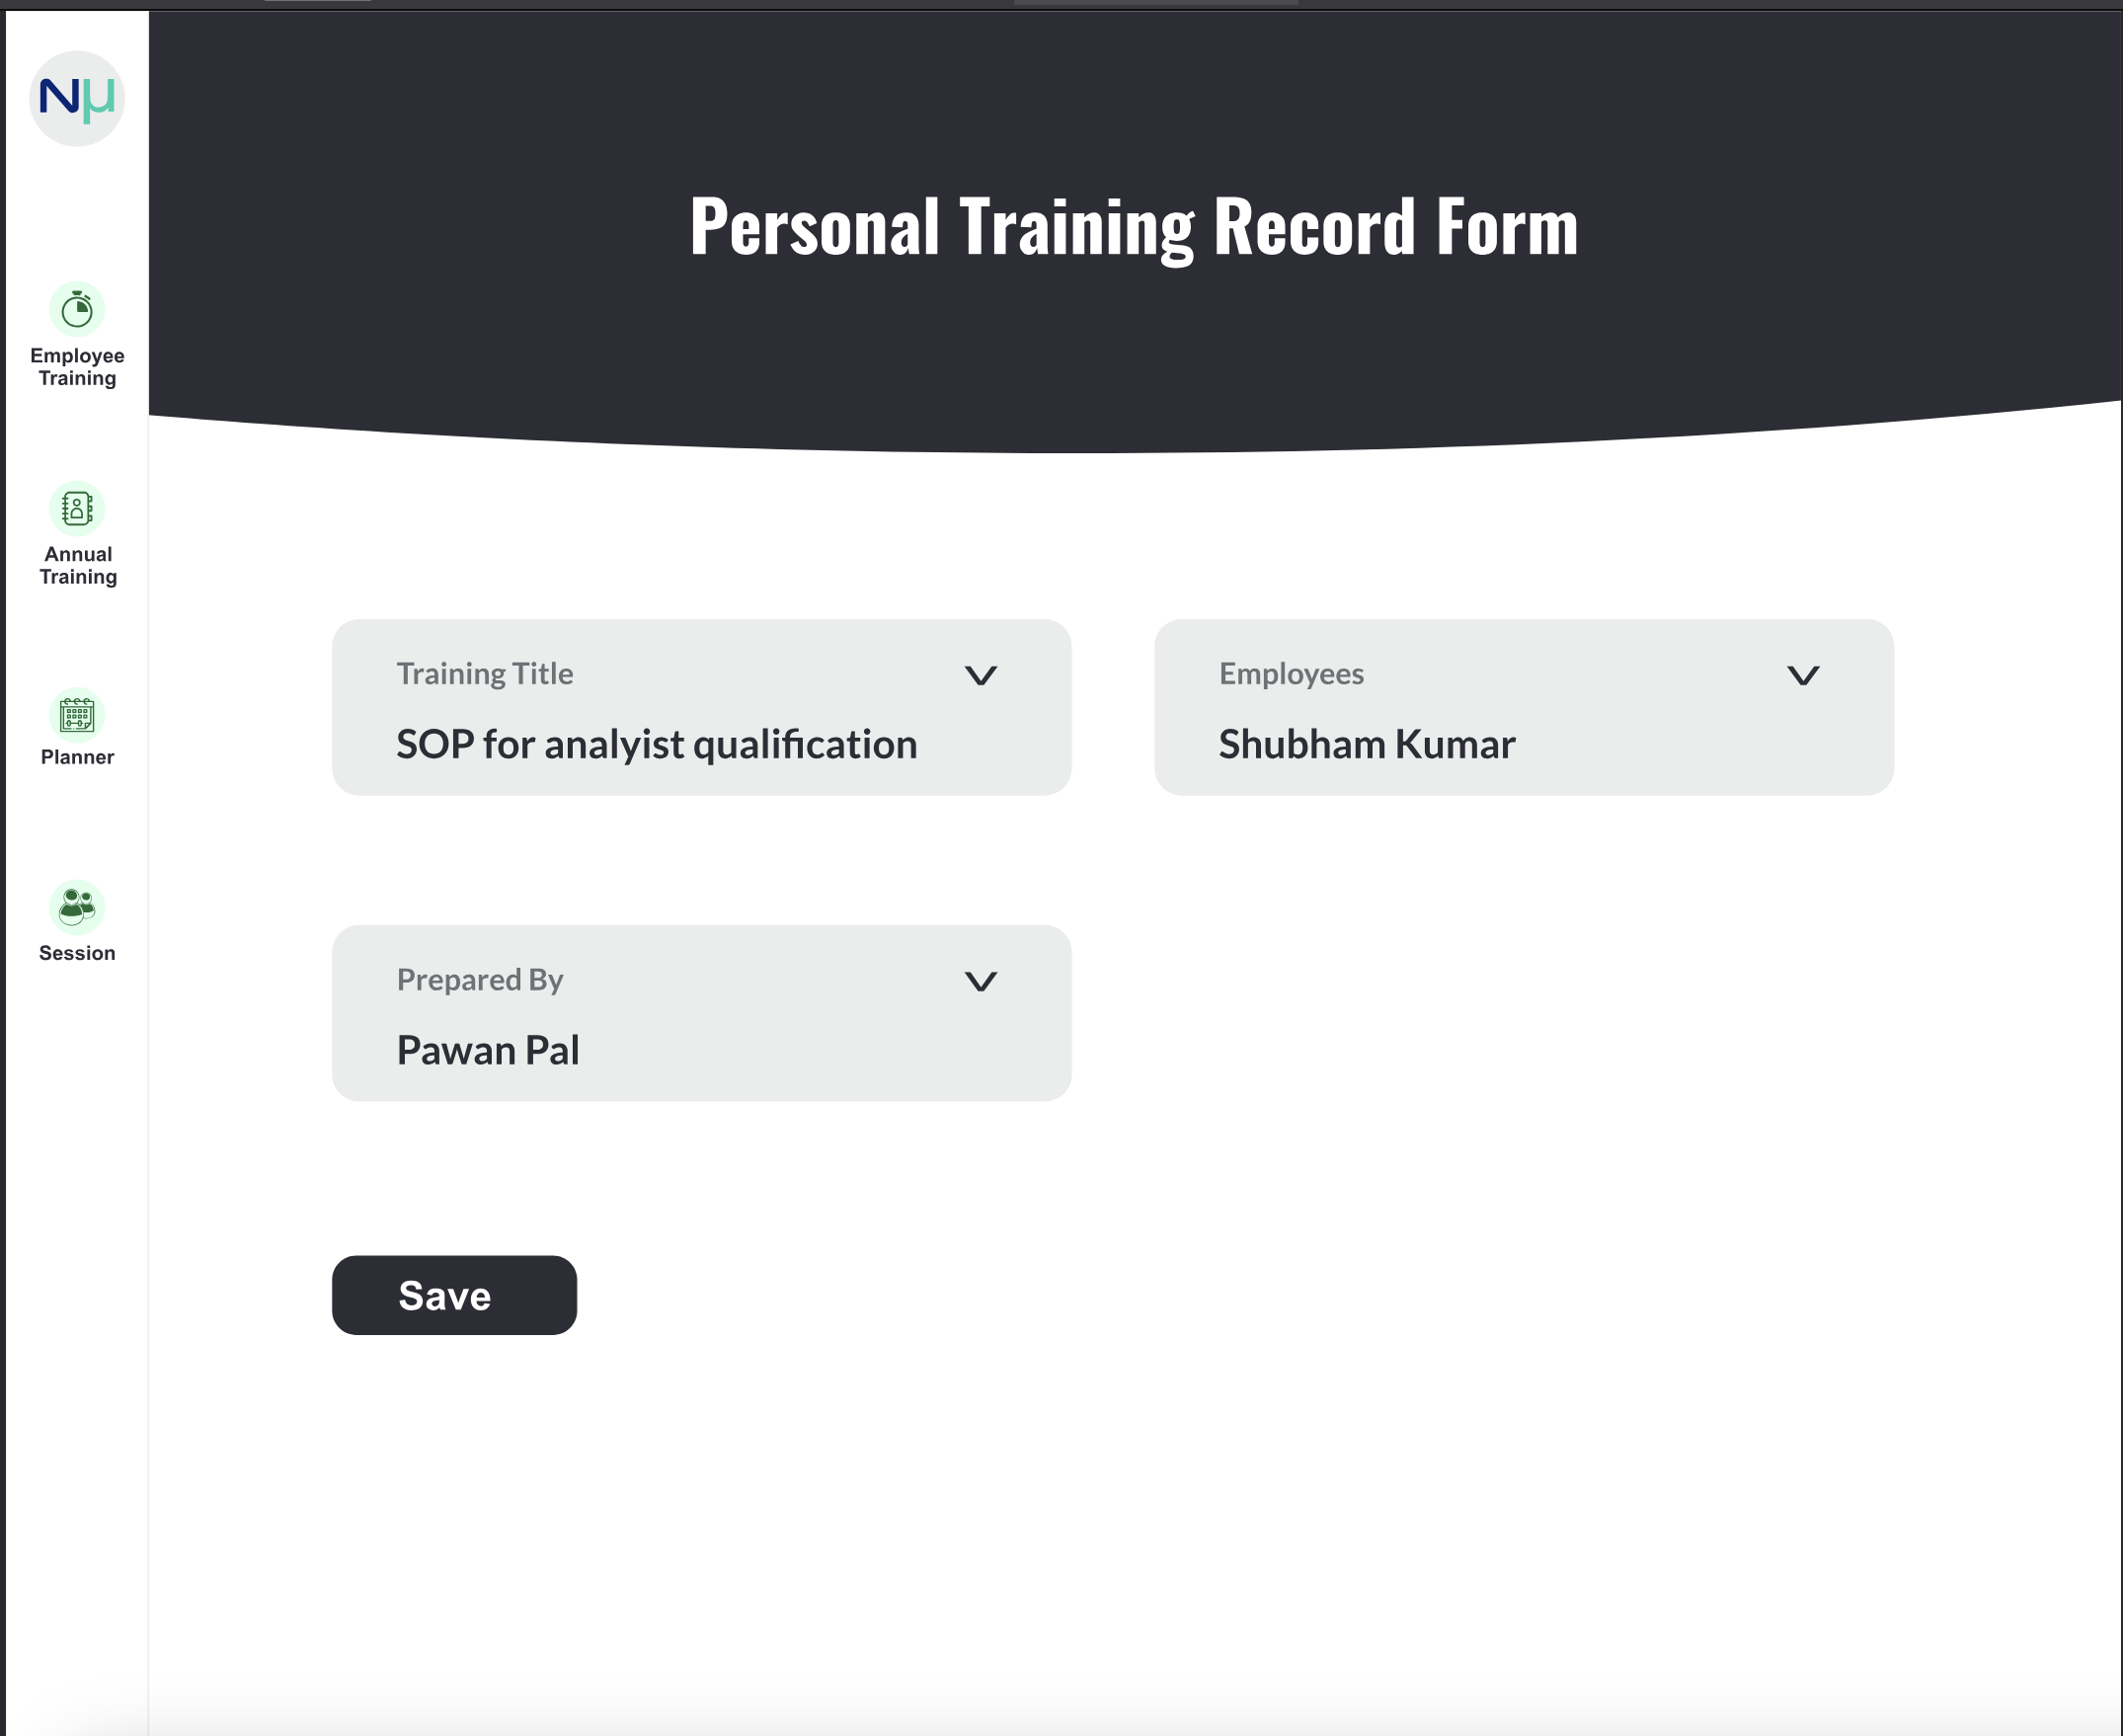 Nμ
Personal Training Record Form
Employee
Training
Annual
Training
Planner
Session
Training Title
SOP for analyist qualification
Employees
Shubham Kumar
Prepared By
Pawan Pal
Save